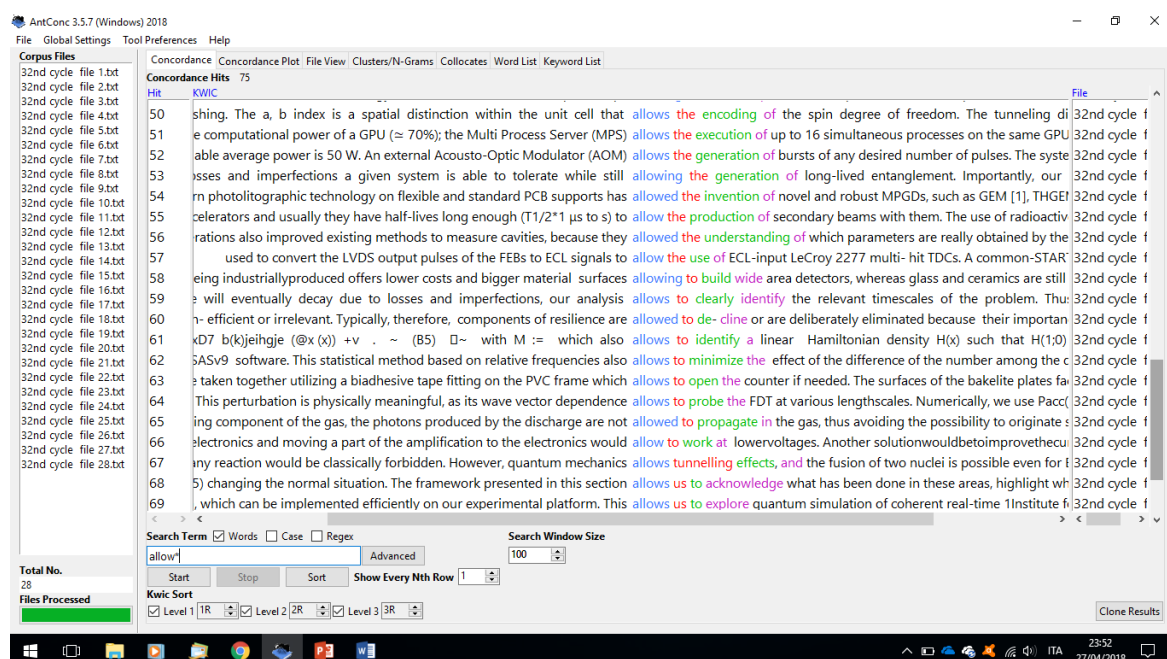 AntConc 3.5.7 (Windows) 2018
File Global Settings Tool Preferences Help
Corpus Files
32nd cycle file 1.txt
32nd cycle file 2.txt
32nd cycle file 3.txt
32nd cycle file 4.txt
32nd cycle file 5.txt
32nd cycle file 6.txt
32nd cycle file 7.txt
32nd cycle file 8.txt
32nd cycle file 9.txt
32nd cycle file 10.txt
32nd cycle file 11.txt
32nd cycle file 12.txt
32nd cycle file 13.txt
32nd cycle file 14.txt
32nd cycle file 15.txt
32nd cycle file 16.txt
32nd cycle file 17.txt
32nd cycle file 18.txt
32nd cycle file 19.txt
32nd cycle file 20.txt
32nd cycle file 21.txt
32nd cycle file 22.txt
32nd cycle file 23.txt
32nd cycle file 24.txt
32nd cycle file 25.txt
32nd cycle file 26.txt
32nd cycle file 27.txt
32nd cycle file 28.txt
Total No.
28
Files Processed
Concordance Concordance Plot File View Clusters/N-Grams Collocates Word List Keyword List
Concordance Hits 75
Hit KWIC File
50 shing. The a, b index is a spatial distinction within the unit cell that allows the encoding of the spin degree of freedom. The tunneling di 32nd cycle f
51 e computational power of a GPU (≃ 70%); the Multi Process Server (MPS) allows the execution of up to 16 simultaneous processes on the same GPU 32nd cycle f
52 able average power is 50 W. An external Acousto-Optic Modulator (AOM) allows the generation of bursts of any desired number of pulses. The syste 32nd cycle f
53 osses and imperfections a given system is able to tolerate while still allowing the generation of long-lived entanglement. Importantly, our 32nd cycle f
54 rn photolitographic technology on flexible and standard PCB supports has allowed the invention of novel and robust MPGDs, such as GEM [1], THGEM 32nd cycle f
55 celerators and usually they have half-lives long enough (T1/2*1 μs to s) to allow the production of secondary beams with them. The use of radioactiv 32nd cycle f
56 erations also improved existing methods to measure cavities, because they allowed the understanding of which parameters are really obtained by the 32nd cycle f
57 used to convert the LVDS output pulses of the FEBs to ECL signals to allow the use of ECL-input LeCroy 2277 multi- hit TDCs. A common-START 32nd cycle f
58 eing industriallyproduced offers lower costs and bigger material surfaces allowing to build wide area detectors, whereas glass and ceramics are still 32nd cycle f
59 e will eventually decay due to losses and imperfections, our analysis allows to clearly identify the relevant timescales of the problem. Thus 32nd cycle f
60 n- efficient or irrelevant. Typically, therefore, components of resilience are allowed to de- cline or are deliberately eliminated because their importan 32nd cycle f
61 xD7 b(k)jeihgje (@x (x)) +v . ~ (B5) □~ with M := which also allows to identify a linear Hamiltonian density H(x) such that H(1;0) 32nd cycle f
62 SASv9 software. This statistical method based on relative frequencies also allows to minimize the effect of the difference of the number among the c 32nd cycle f
63 e taken together utilizing a biadhesive tape fitting on the PVC frame which allows to open the counter if needed. The surfaces of the bakelite plates fa 32nd cycle f
64 This perturbation is physically meaningful, as its wave vector dependence allows to probe the FDT at various lengthscales. Numerically, we use Pacc( 32nd cycle f
65 ing component of the gas, the photons produced by the discharge are not allowed to propagate in the gas, thus avoiding the possibility to originate s 32nd cycle f
66 electronics and moving a part of the amplification to the electronics would allow to work at lowervoltages. Another solutionwouldbetoimprovethecu 32nd cycle f
67 any reaction would be classically forbidden. However, quantum mechanics allows tunnelling effects, and the fusion of two nuclei is possible even for 32nd cycle f
68 5) changing the normal situation. The framework presented in this section allows us to acknowledge what has been done in these areas, highlight wh 32nd cycle f
69 , which can be implemented efficiently on our experimental platform. This allows us to explore quantum simulation of coherent real-time 1Institute f 32nd cycle f
Search Term Words Case Regex Search Window Size
allow* Advanced 100
Start Stop Sort Show Every Nth Row 1
Kwic Sort
Level 1 1R Level 2 2R Level 3 3R Clone Results
ITA 23:52
27/04/2018